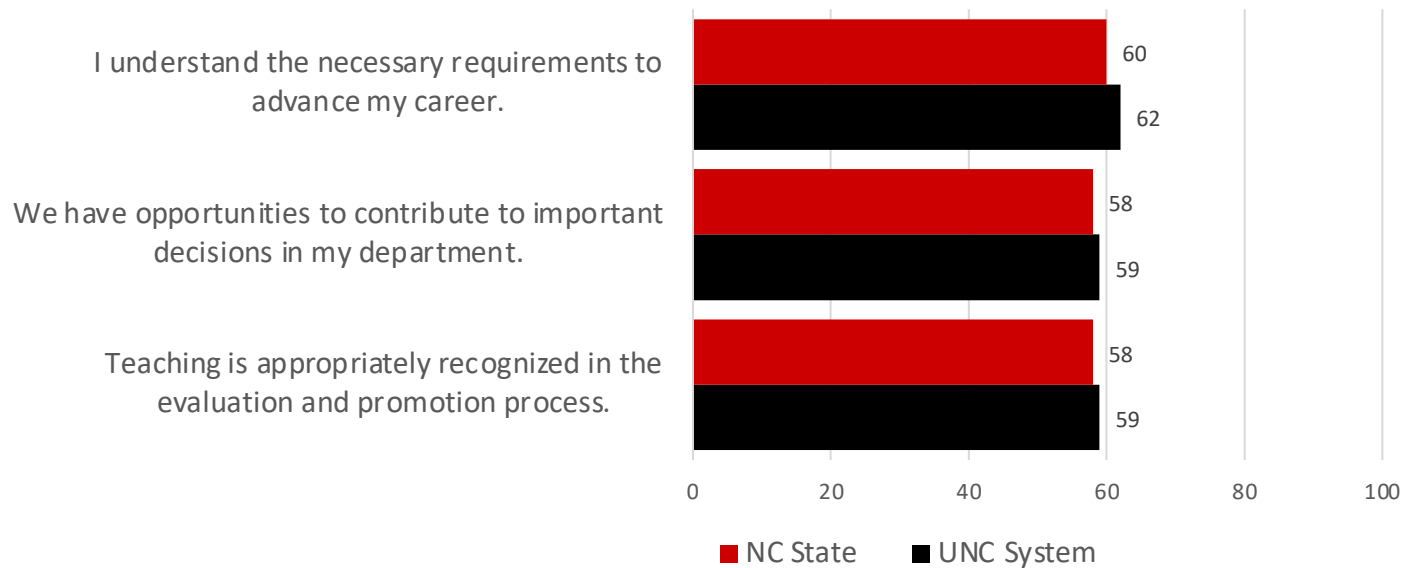 I understand the necessary requirements to
advance my career.
60
62
We have opportunities to contribute to important
decisions in my department.
58
59
Teaching is appropriately recognized in the
evaluation and promotion process.
58
59
0 20 40 60 80 100
NC State UNC System